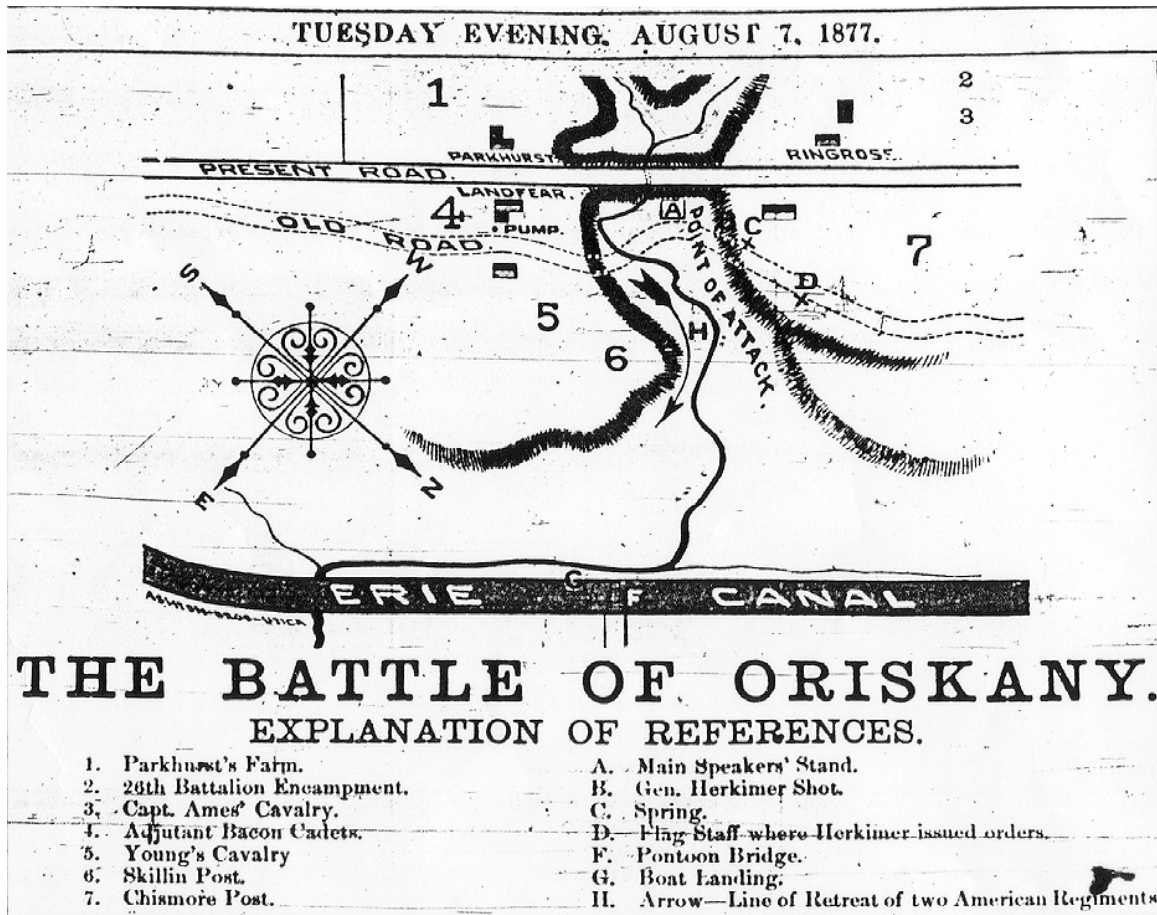 TUESDAY EVENING, AUGUST 7, 1877.
1
2
3
PARKHURST.
RINGROSE.
PRESENT ROAD.
LANDFEAR.
4
PUMP.
A
C
7
OLD ROAD.
POINT OF ATTACK.
D
S
W
5
H
6
E
N
G
ERIE F CANAL
ASHTON-BROS-UTICA
THE BATTLE OF ORISKANY.
EXPLANATION OF REFERENCES.
1. Parkhurst's Farm.
2. 26th Battalion Encampment.
3. Capt. Ames' Cavalry.
4. Adjutant Bacon Cadets.
5. Young's Cavalry
6. Skillin Post.
7. Chismore Post.
A. Main Speakers' Stand.
B. Gen. Herkimer Shot.
C. Spring.
D.—Flag Staff where Herkimer issued orders.
F. Pontoon Bridge.
G. Boat Landing.
H. Arrow—Line of Retreat of two American Regiments